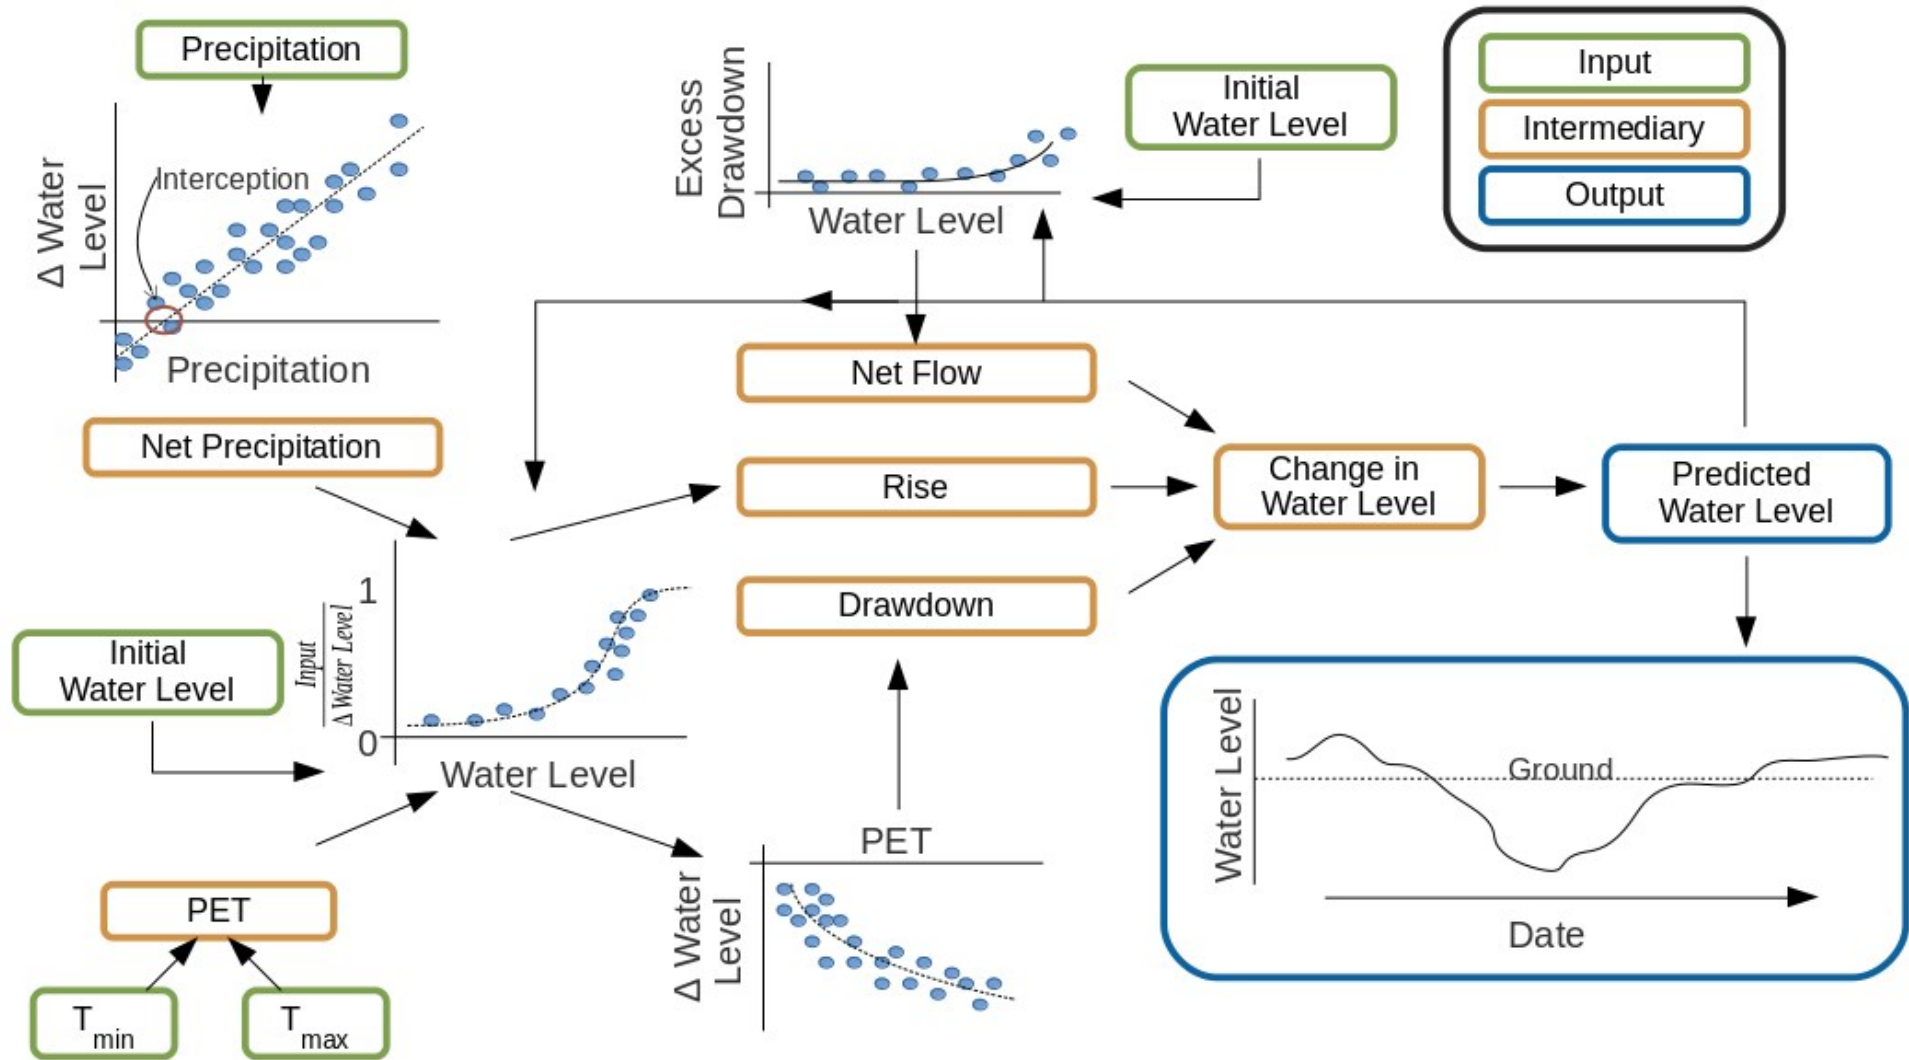 Precipitation
Δ Water
Level
Interception
Precipitation
Net Precipitation
Excess
Drawdown
Water Level
Initial
Water Level
Input
Intermediary
Output
Net Flow
Rise
Drawdown
Change in
Water Level
Predicted
Water Level
Initial
Water Level
1
Input
Δ Water Level
0
Water Level
PET
T
min
T
max
PET
Δ Water
Level
Water Level
Ground
Date